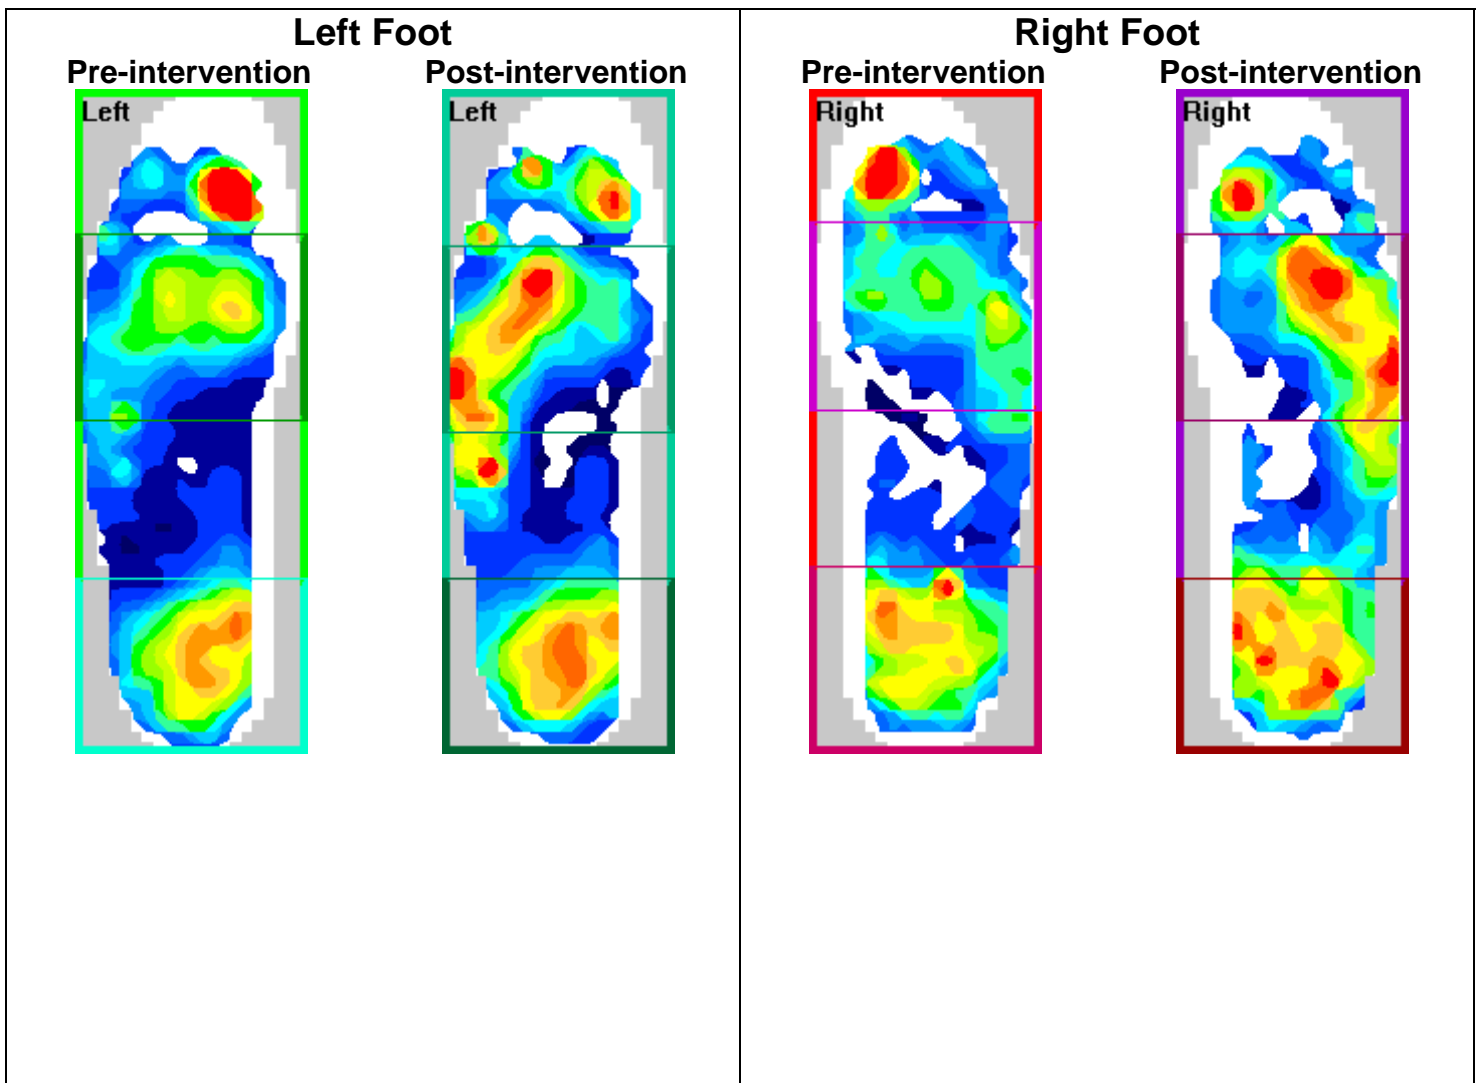 Left Foot
Pre-intervention Post-intervention
Left Left
Right Foot
Pre-intervention Post-intervention
Right Right